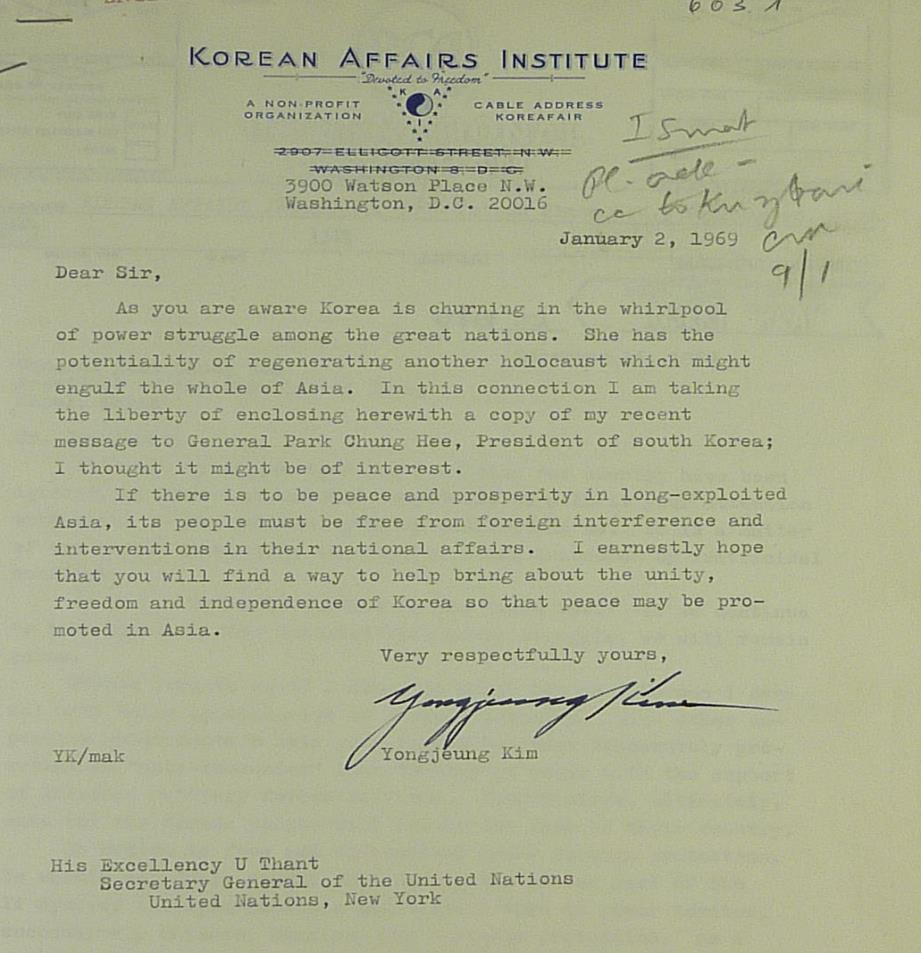 603.1
KOREAN AFFAIRS INSTITUTE
"Devoted to Freedom"
A NON-PROFIT
ORGANIZATION
K A I
CABLE ADDRESS
KOREAFAIR
2907 ELLICOTT STREET, N.W.
WASHINGTON 8, D.C.
3900 Watson Place N.W.
Washington, D.C. 20016
Pl.
cc to
9/1
January 2, 1969
Dear Sir,
As you are aware Korea is churning in the whirlpool
of power struggle among the great nations. She has the
potentiality of regenerating another holocaust which might
engulf the whole of Asia. In this connection I am taking
the liberty of enclosing herewith a copy of my recent
message to General Park Chung Hee, President of south Korea;
I thought it might be of interest.
If there is to be peace and prosperity in long-exploited
Asia, its people must be free from foreign interference and
interventions in their national affairs. I earnestly hope
that you will find a way to help bring about the unity,
freedom and independence of Korea so that peace may be pro-
moted in Asia.
Very respectfully yours,
Yongjeung Kim
YK/mak
Yongjeung Kim
His Excellency U Thant
Secretary General of the United Nations
United Nations, New York